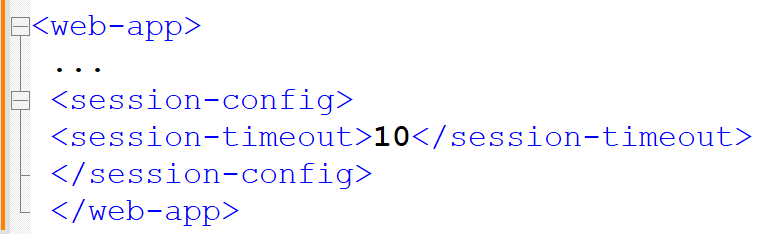 <web-app>
...
<session-config>
<session-timeout>10</session-timeout>
</session-config>
</web-app>